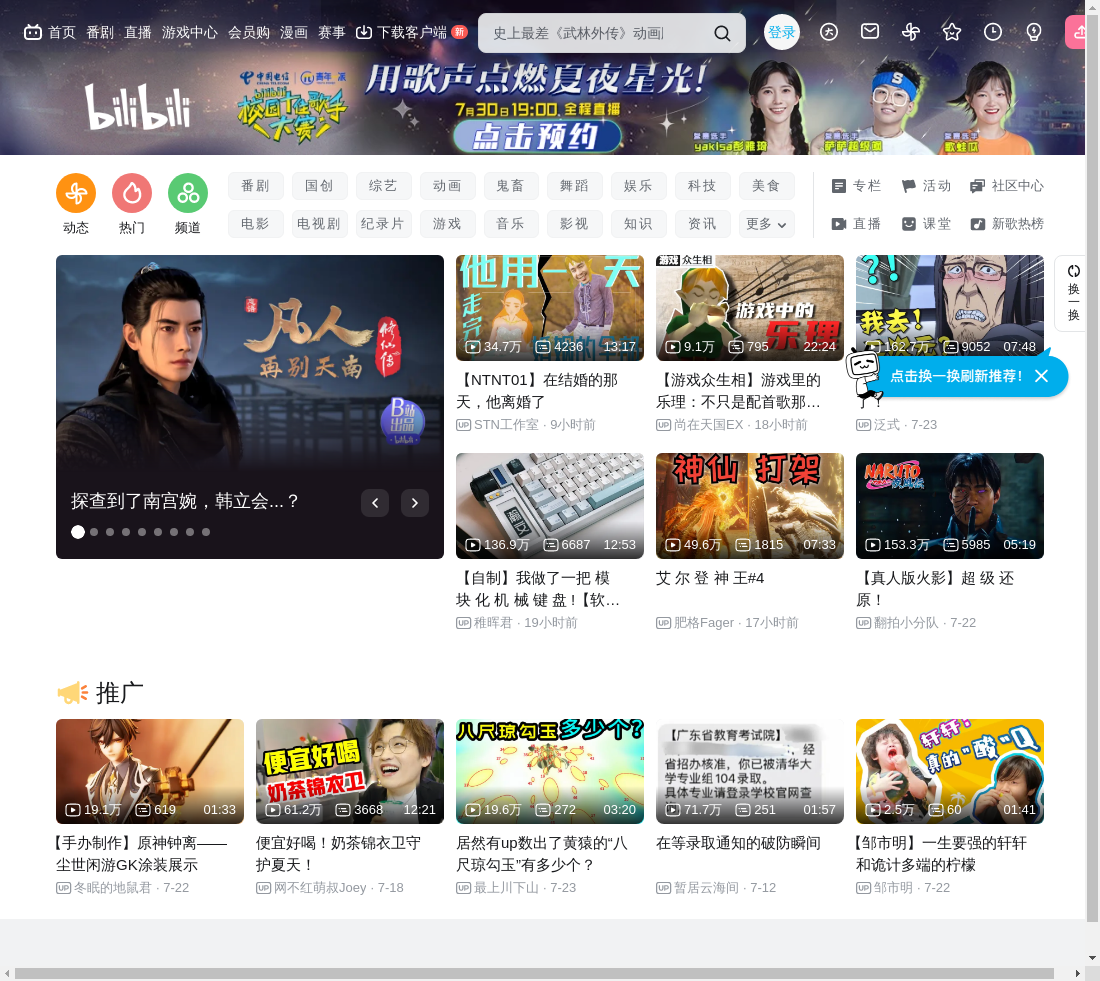 首页 番剧 直播 游戏中心 会员购 漫画 赛事 下载客户端 新番
史上最差《武林外传》动画
登录
中国电信 CHINA TELECOM
bilibili
校园十佳歌手大赛
用歌声点燃夏夜星光!
7月30日19:00 全程直播
点击预约
yakisa彭雅琦
萨萨超级圈
歌蛙瓜
动态
热门
频道
番剧 国创 综艺 动画 鬼畜 舞蹈 娱乐 科技 美食
电影 电视剧 纪录片 游戏 音乐 影视 知识 资讯 更多
专栏 活动 社区中心
直播 课堂 新歌热榜
凡人修仙传
再别天南
B站出品
bilibili
探查到了南宫婉，韩立会...？
他用一天
走完
34.7万 4236 13:17
【NTNT01】在结婚的那
天，他离婚了
UP STN工作室 · 9小时前
游戏众生相
游戏中的
乐理
9.1万 795 22:24
【游戏众生相】游戏里的
乐理：不只是配首歌那…
UP 尚在天国EX · 18小时前
?!
我去!
162.7万 9052 07:48
点击换一换刷新推荐！
了！
UP 泛式 · 7-23
换
一
换
136.9万 6687 12:53
【自制】我做了一把 模
块 化 机 械 键 盘 !【软…
UP 稚晖君 · 19小时前
神仙 打架
49.6万 1815 07:33
艾 尔 登 神 王#4
UP 肥格Fager · 17小时前
NARUTO
153.3万 5985 05:19
【真人版火影】超 级 还
原！
UP 翻拍小分队 · 7-22
推广
19.1万 619 01:33
【手办制作】原神钟离——
尘世闲游GK涂装展示
UP 冬眠的地鼠君 · 7-22
便宜好喝
奶茶锦衣卫
61.2万 3668 12:21
便宜好喝！奶茶锦衣卫守
护夏天！
UP 网不红萌叔Joey · 7-18
八尺琼勾玉多少个?
19.6万 272 03:20
居然有up数出了黄猿的“八
尺琼勾玉”有多少个？
UP 最上川下山 · 7-23
【广东省教育考试院】
，经
省招办核准，你已被清华大
学专业组104录取。
具体专业请登录学校官网查
71.7万 251 01:57
在等录取通知的破防瞬间
UP 暂居云海间 · 7-12
轩轩!
真的"酸"Q
2.5万 60 01:41
【邹市明】一生要强的轩轩
和诡计多端的柠檬
UP 邹市明 · 7-22